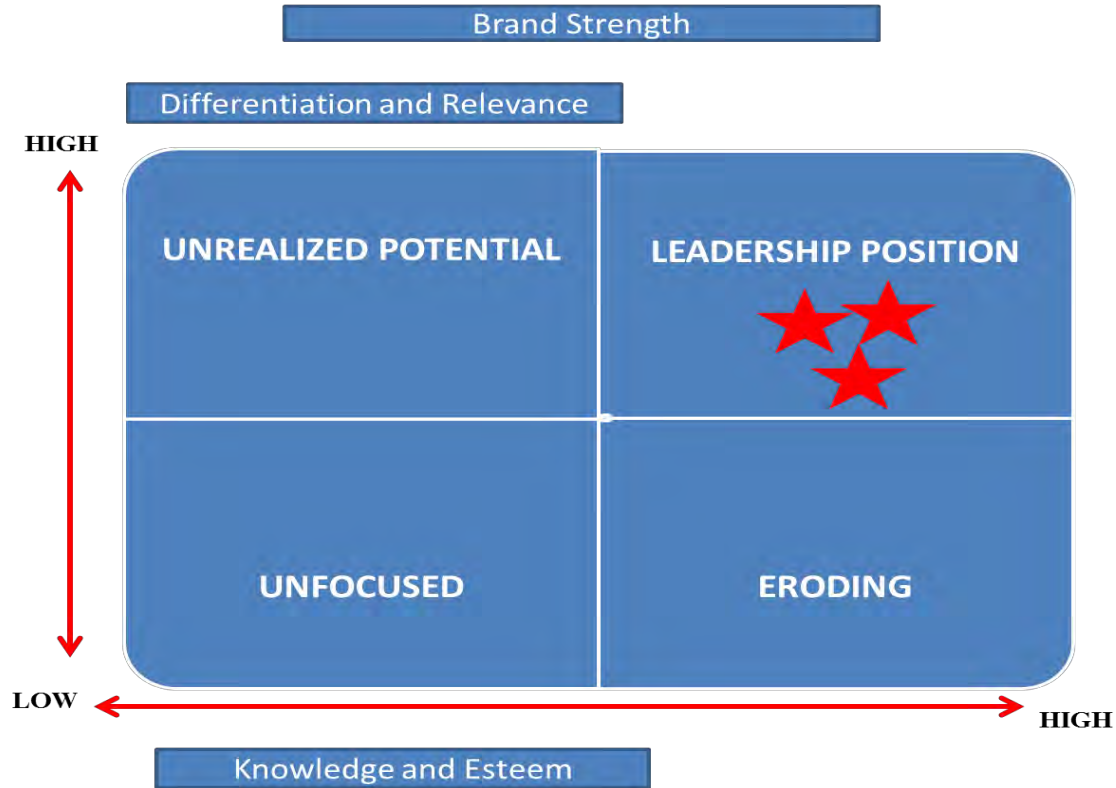 Brand Strength
Differentiation and Relevance
HIGH
UNREALIZED POTENTIAL
LEADERSHIP POSITION
UNFOCUSED
ERODING
LOW
HIGH
Knowledge and Esteem